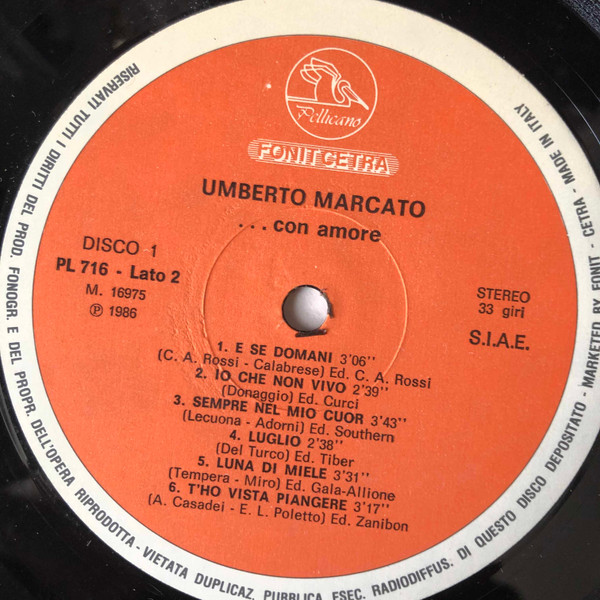 Pellicano
FONIT CETRA
UMBERTO MARCATO
...con amore
DISCO 1
PL 716 - Lato 2
M. 16975
℗ 1986
STEREO
33 giri
S.I.A.E.
1. E SE DOMANI 3'06''
(C. A. Rossi - Calabrese) Ed. C. A. Rossi
2. IO CHE NON VIVO 2'39''
(Donaggio) Ed. Curci
3. SEMPRE NEL MIO CUOR 3'43''
(Lecuona - Adorni) Ed. Southern
4. LUGLIO 2'38''
(Del Turco) Ed. Tiber
5. LUNA DI MIELE 3'31''
(Tempera - Miro) Ed. Gala-Allione
6. T'HO VISTA PIANGERE 3'17''
(A. Casadei - E. L. Poletto) Ed. Zanibon
RISERVATI TUTTI I DIRITTI DEL PROD. FONOGR. E DEL PROPR. DELL'OPERA RIPRODOTTA - VIETATA DUPLICAZ. PUBBLICA ESEC. RADIODIFFUS. DI QUESTO DISCO DEPOSITATO - MARKETED BY FONIT - CETRA - MADE IN ITALY